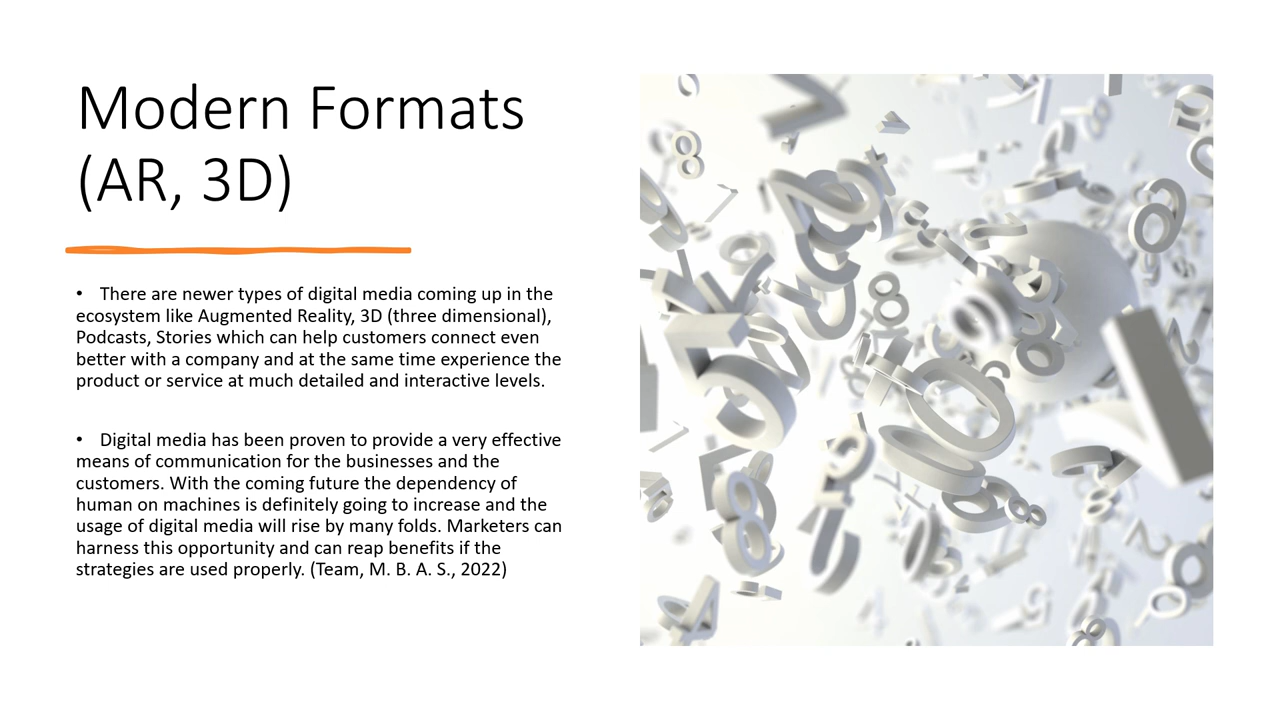 Modern Formats
(AR, 3D)
• There are newer types of digital media coming up in the
ecosystem like Augmented Reality, 3D (three dimensional),
Podcasts, Stories which can help customers connect even
better with a company and at the same time experience the
product or service at much detailed and interactive levels.
• Digital media has been proven to provide a very effective
means of communication for the businesses and the
customers. With the coming future the dependency of
human on machines is definitely going to increase and the
usage of digital media will rise by many folds. Marketers can
harness this opportunity and can reap benefits if the
strategies are used properly. (Team, M. B. A. S., 2022)